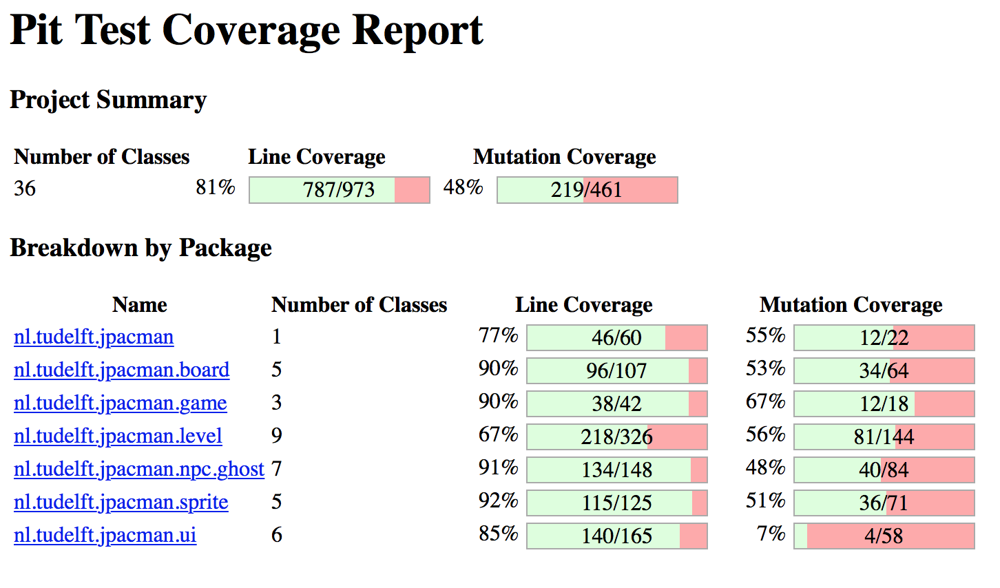 Pit Test Coverage Report
Project Summary
Number of Classes Line Coverage Mutation Coverage
36 81% 787/973 48% 219/461
Breakdown by Package
Name Number of Classes Line Coverage Mutation Coverage
nl.tudelft.jpacman 1 77% 46/60 55% 12/22
nl.tudelft.jpacman.board 5 90% 96/107 53% 34/64
nl.tudelft.jpacman.game 3 90% 38/42 67% 12/18
nl.tudelft.jpacman.level 9 67% 218/326 56% 81/144
nl.tudelft.jpacman.npc.ghost 7 91% 134/148 48% 40/84
nl.tudelft.jpacman.sprite 5 92% 115/125 51% 36/71
nl.tudelft.jpacman.ui 6 85% 140/165 7% 4/58